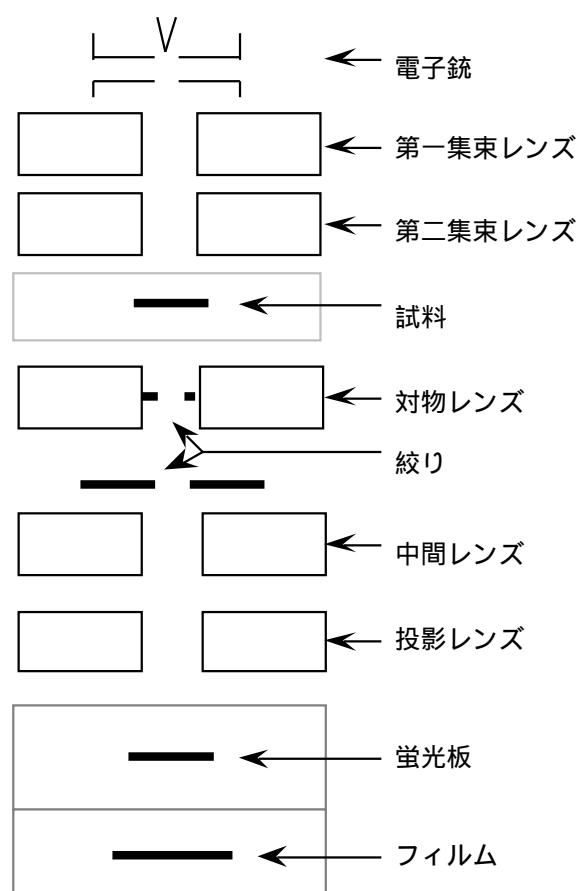 電子銃
第一集束レンズ
第二集束レンズ
試料
対物レンズ
絞り
中間レンズ
投影レンズ
蛍光板
フィルム